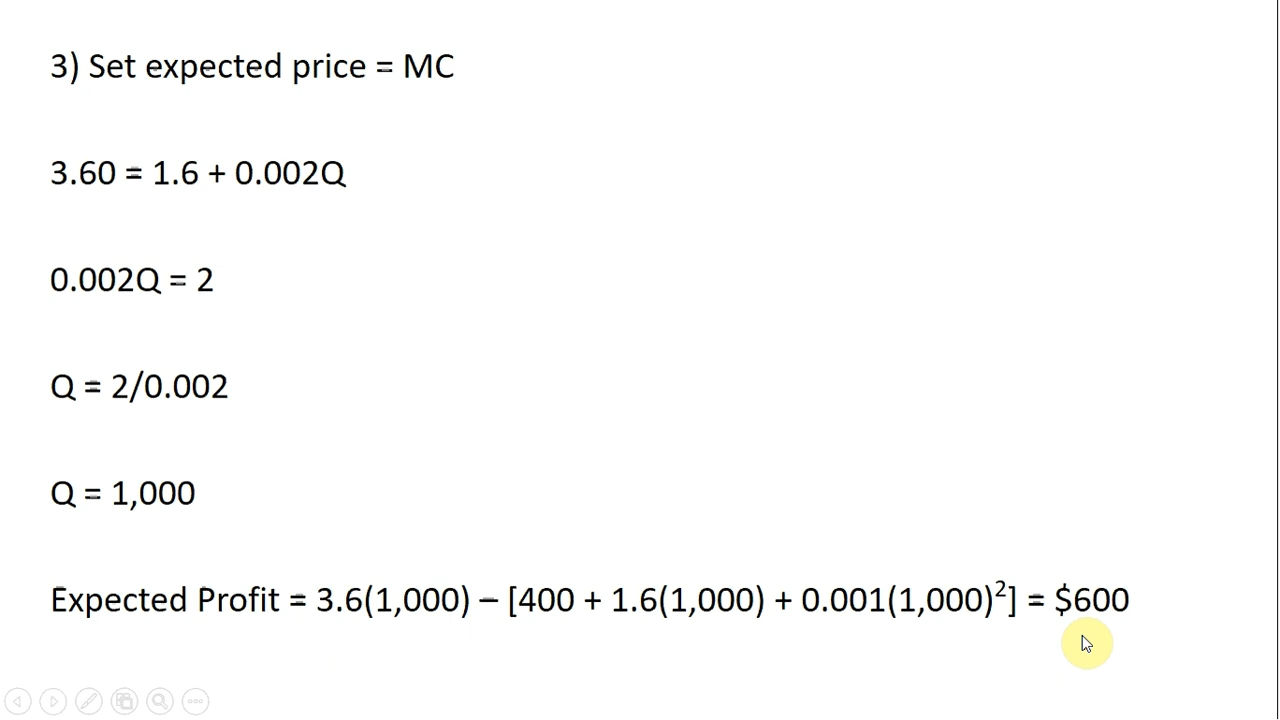 3) Set expected price = MC
3.60 = 1.6 + 0.002Q
0.002Q = 2
Q = 2/0.002
Q = 1,000
Expected Profit = 3.6(1,000) – [400 + 1.6(1,000) + 0.001(1,000)²] = $600